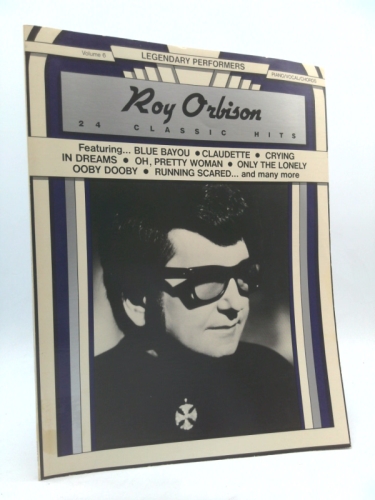 Volume 6
LEGENDARY PERFORMERS
PIANO/VOCAL/CHORDS
Roy Orbison
24 CLASSIC HITS
Featuring... BLUE BAYOU • CLAUDETTE • CRYING
IN DREAMS • OH, PRETTY WOMAN • ONLY THE LONELY
OOBY DOOBY • RUNNING SCARED... and many more